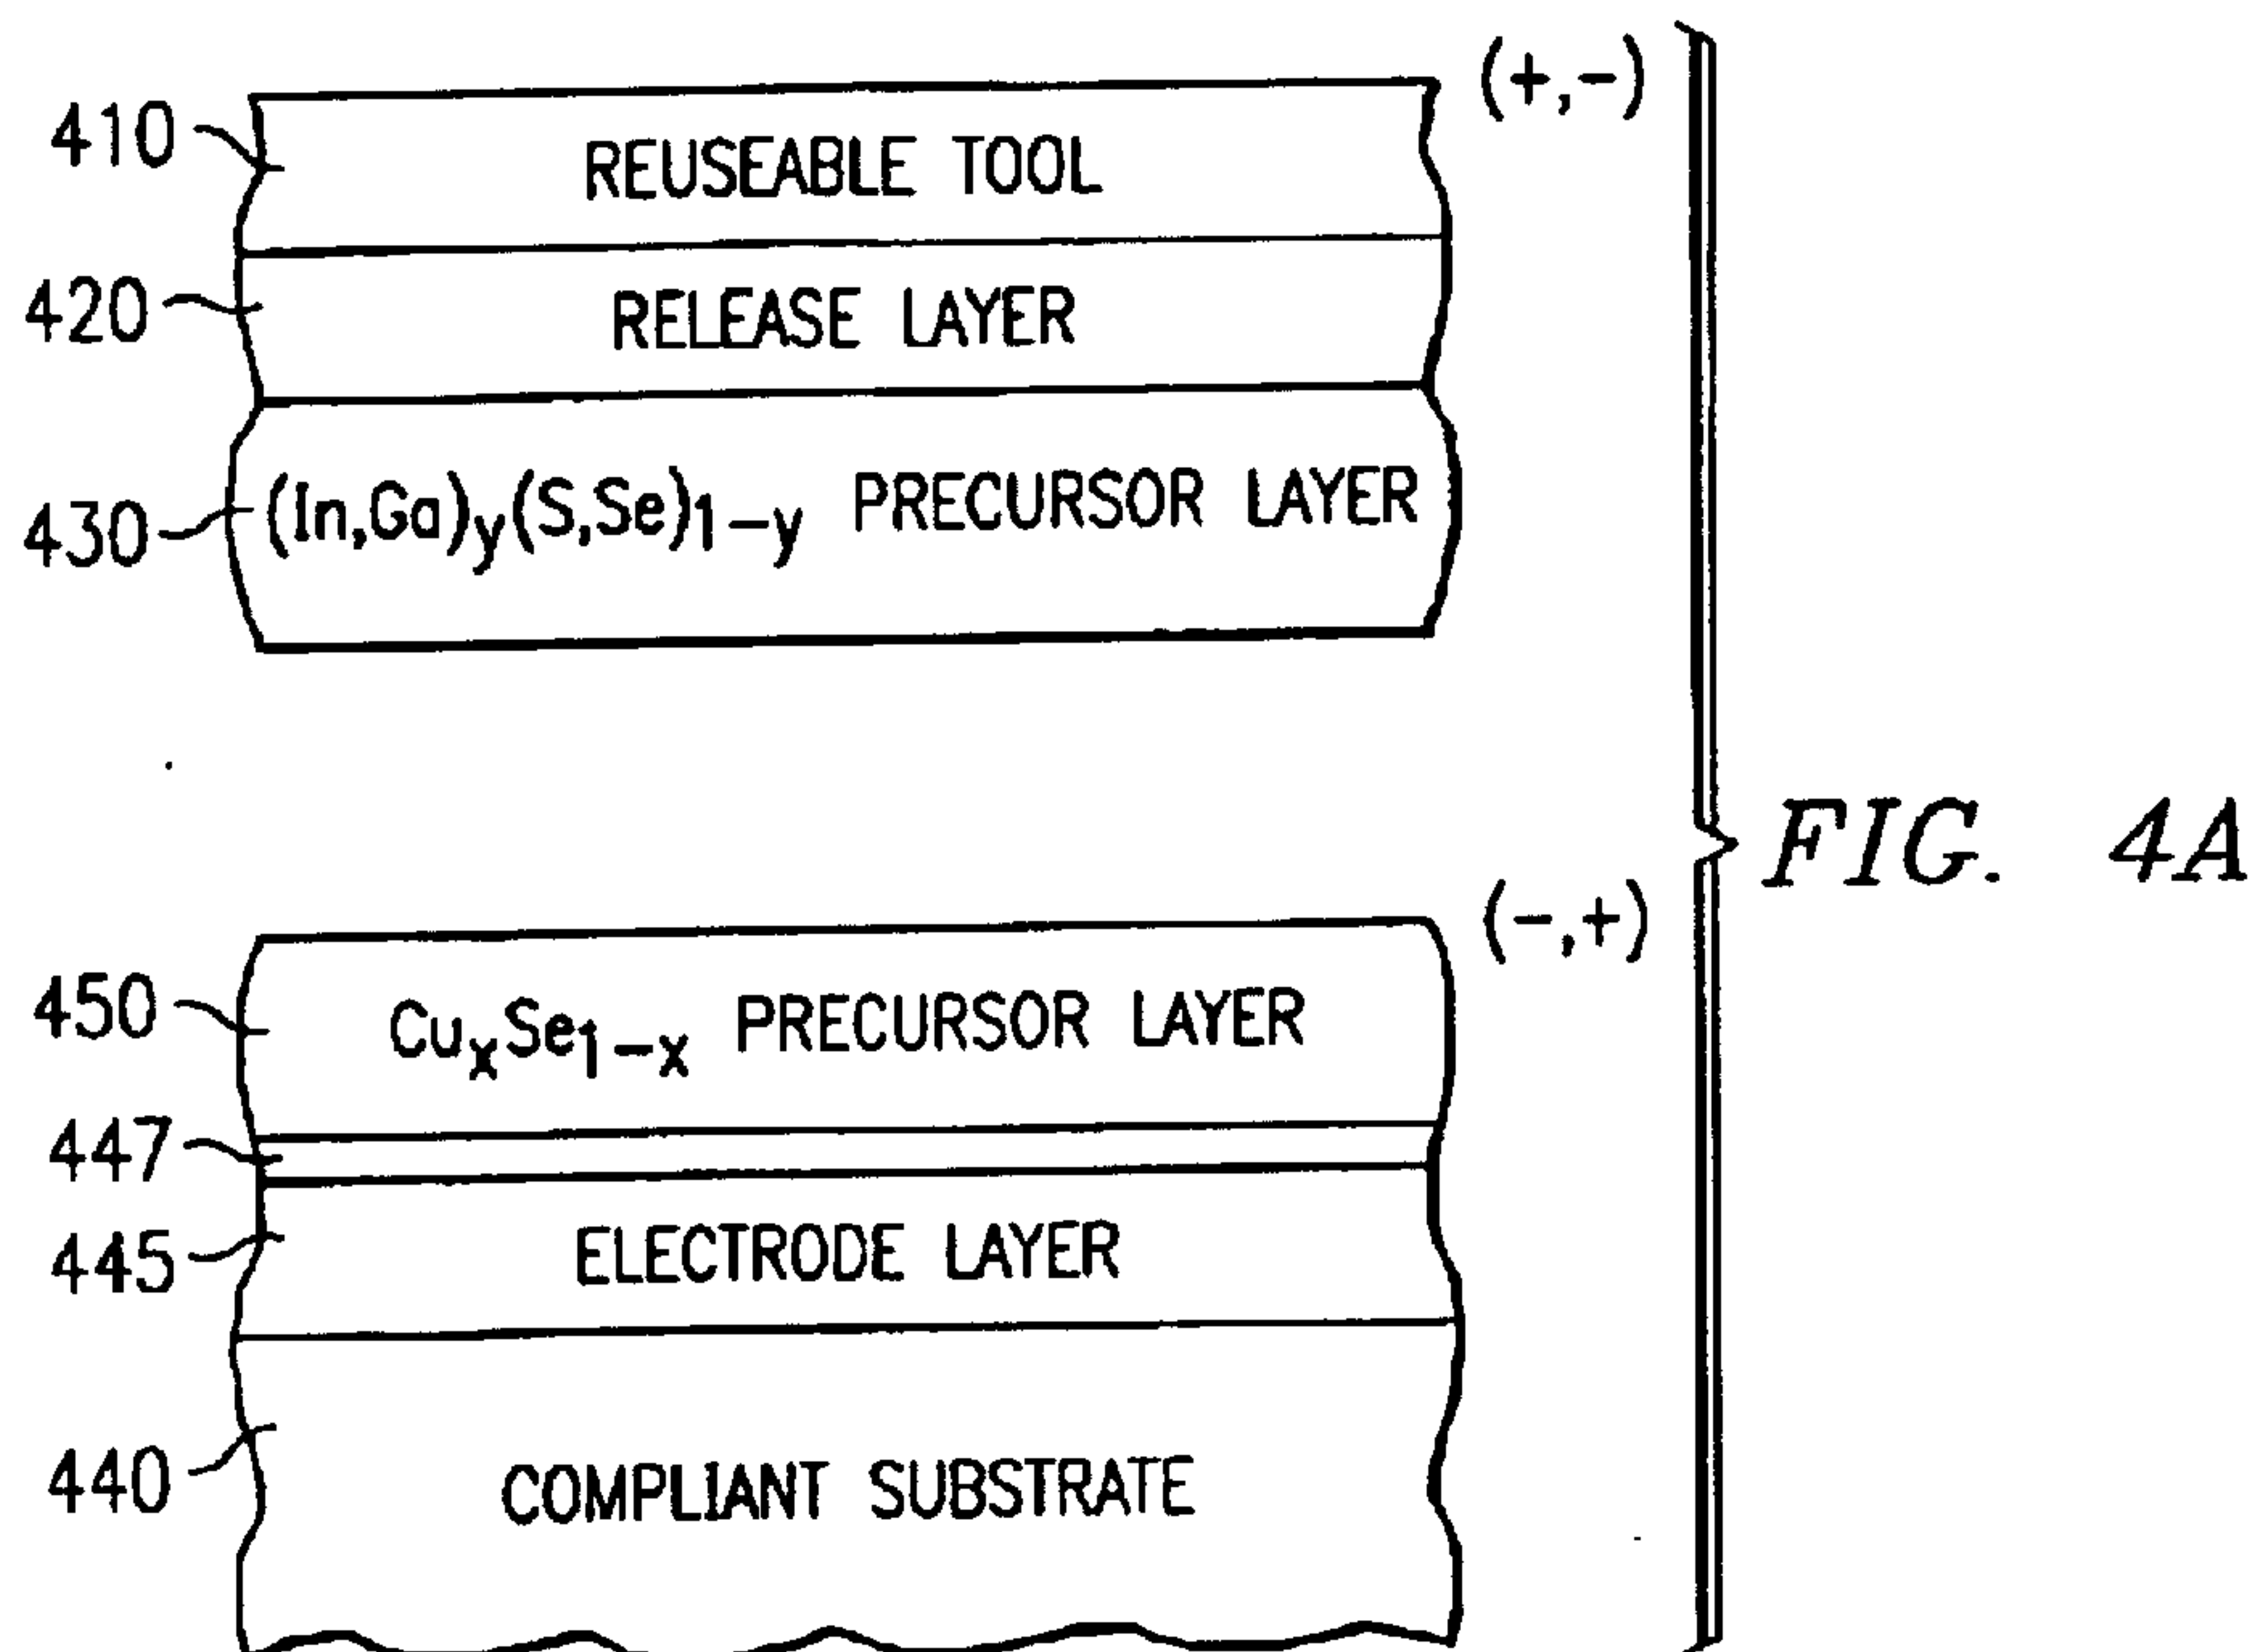 (+,-)
410 REUSEABLE TOOL
420 RELEASE LAYER
430 (In,Ga)y(S,Se)1-y PRECURSOR LAYER
FIG. 4A
(-,+)
450 CuxSe1-x PRECURSOR LAYER
447
445 ELECTRODE LAYER
440 COMPLIANT SUBSTRATE